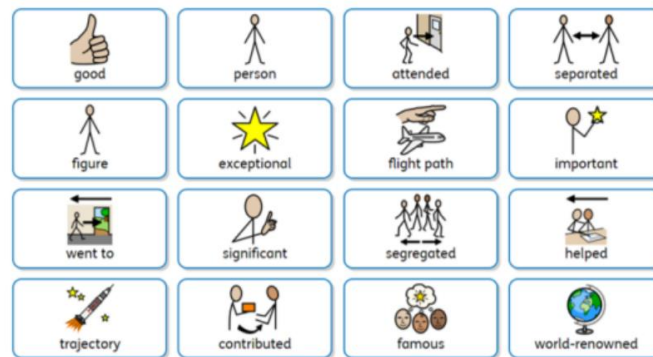 good person attended separated
figure exceptional flight path important
went to significant segregated helped
trajectory contributed famous world-renowned